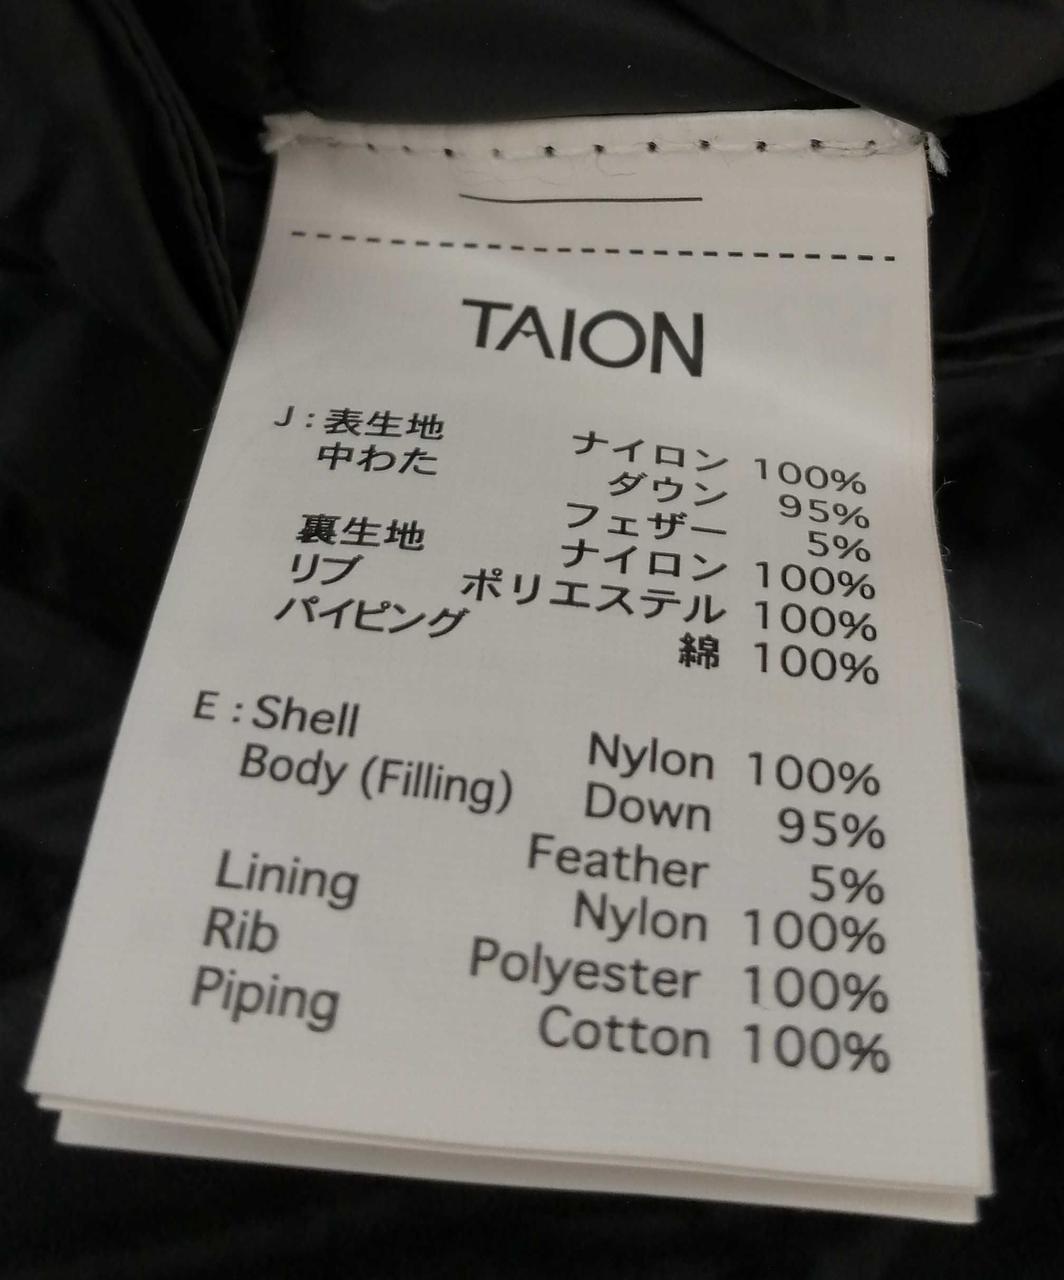 TAION
J : 表生地 ナイロン 100%
中わた ダウン 95%
フェザー 5%
裏生地 ナイロン 100%
リブ ポリエステル 100%
パイピング 綿 100%
E : Shell Nylon 100%
Body (Filling) Down 95%
Feather 5%
Lining Nylon 100%
Rib Polyester 100%
Piping Cotton 100%